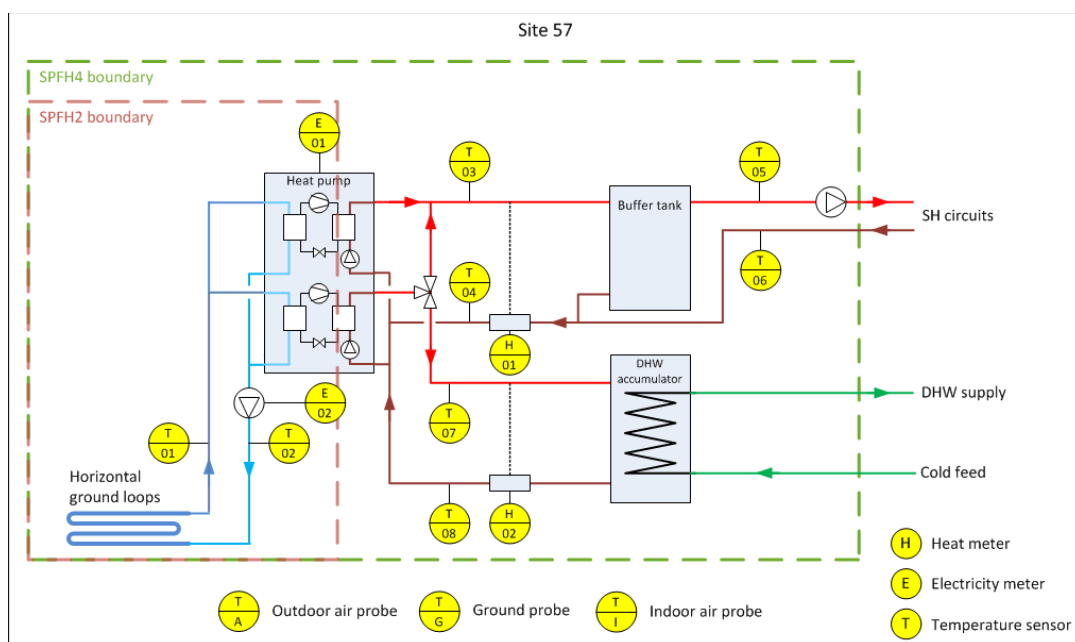 Site 57
SPFH4 boundary
SPFH2 boundary
E
01
Heat pump
T
03
T
05
Buffer tank
SH circuits
T
04
T
06
H
01
DHW
accumulator
DHW supply
E
02
T
07
T
01
T
02
Horizontal
ground loops
Cold feed
T
08
H
02
H
Heat meter
E
Electricity meter
T
Temperature sensor
T
A
Outdoor air probe
T
G
Ground probe
T
I
Indoor air probe